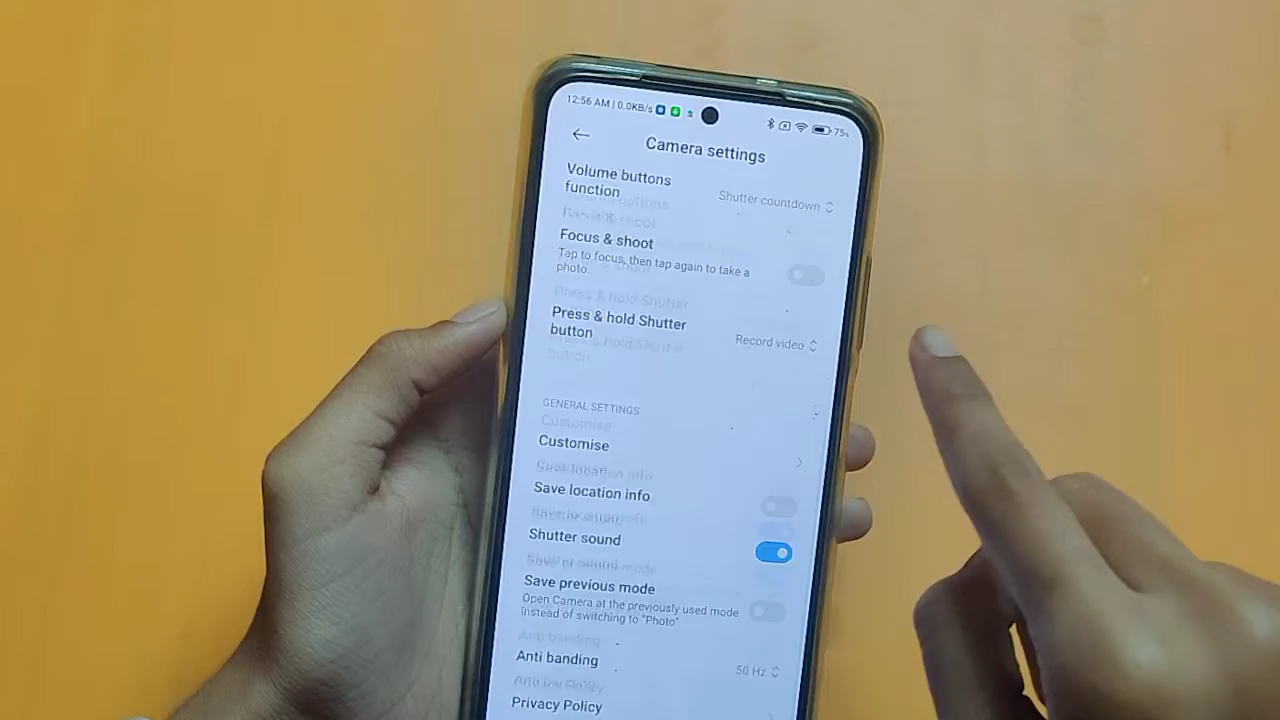 12:56 AM | 0.0KB/s
75%
Camera settings
Volume buttons
function
Shutter countdown
Focus & shoot
Tap to focus, then tap again to take a
photo.
Press & hold Shutter
button
Record video
GENERAL SETTINGS
Customise
Save location info
Shutter sound
Save previous mode
Open Camera at the previously used mode
instead of switching to "Photo"
Anti banding
50 Hz
Privacy Policy